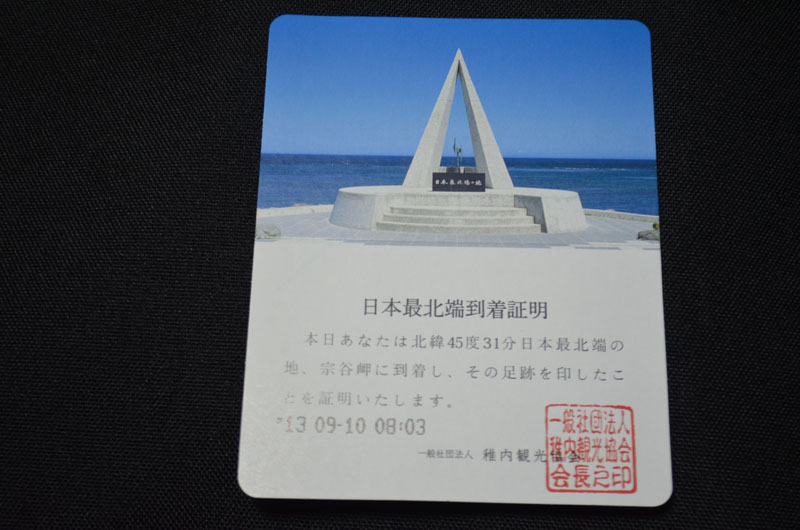 日本最北端の地
日本最北端到着証明
本日あなたは北緯45度31分日本最北端の
地、宗谷岬に到着し、その足跡を印したこ
とを証明いたします。
'13 09-10 08:03
一般社団法人 稚内観光協会
一般社団法人
稚内観光協会
会長之印